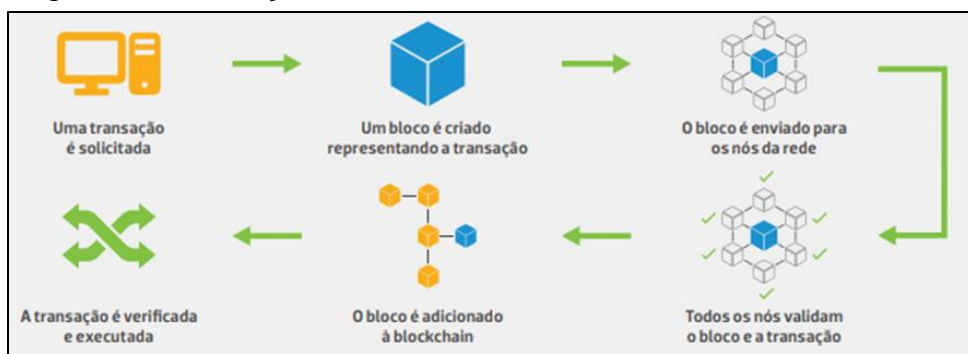 Uma transação
é solicitada
Um bloco é criado
representando a transação
O bloco é enviado para
os nós da rede
A transação é verificada
e executada
O bloco é adicionado
à blockchain
Todos os nós validam
o bloco e a transação